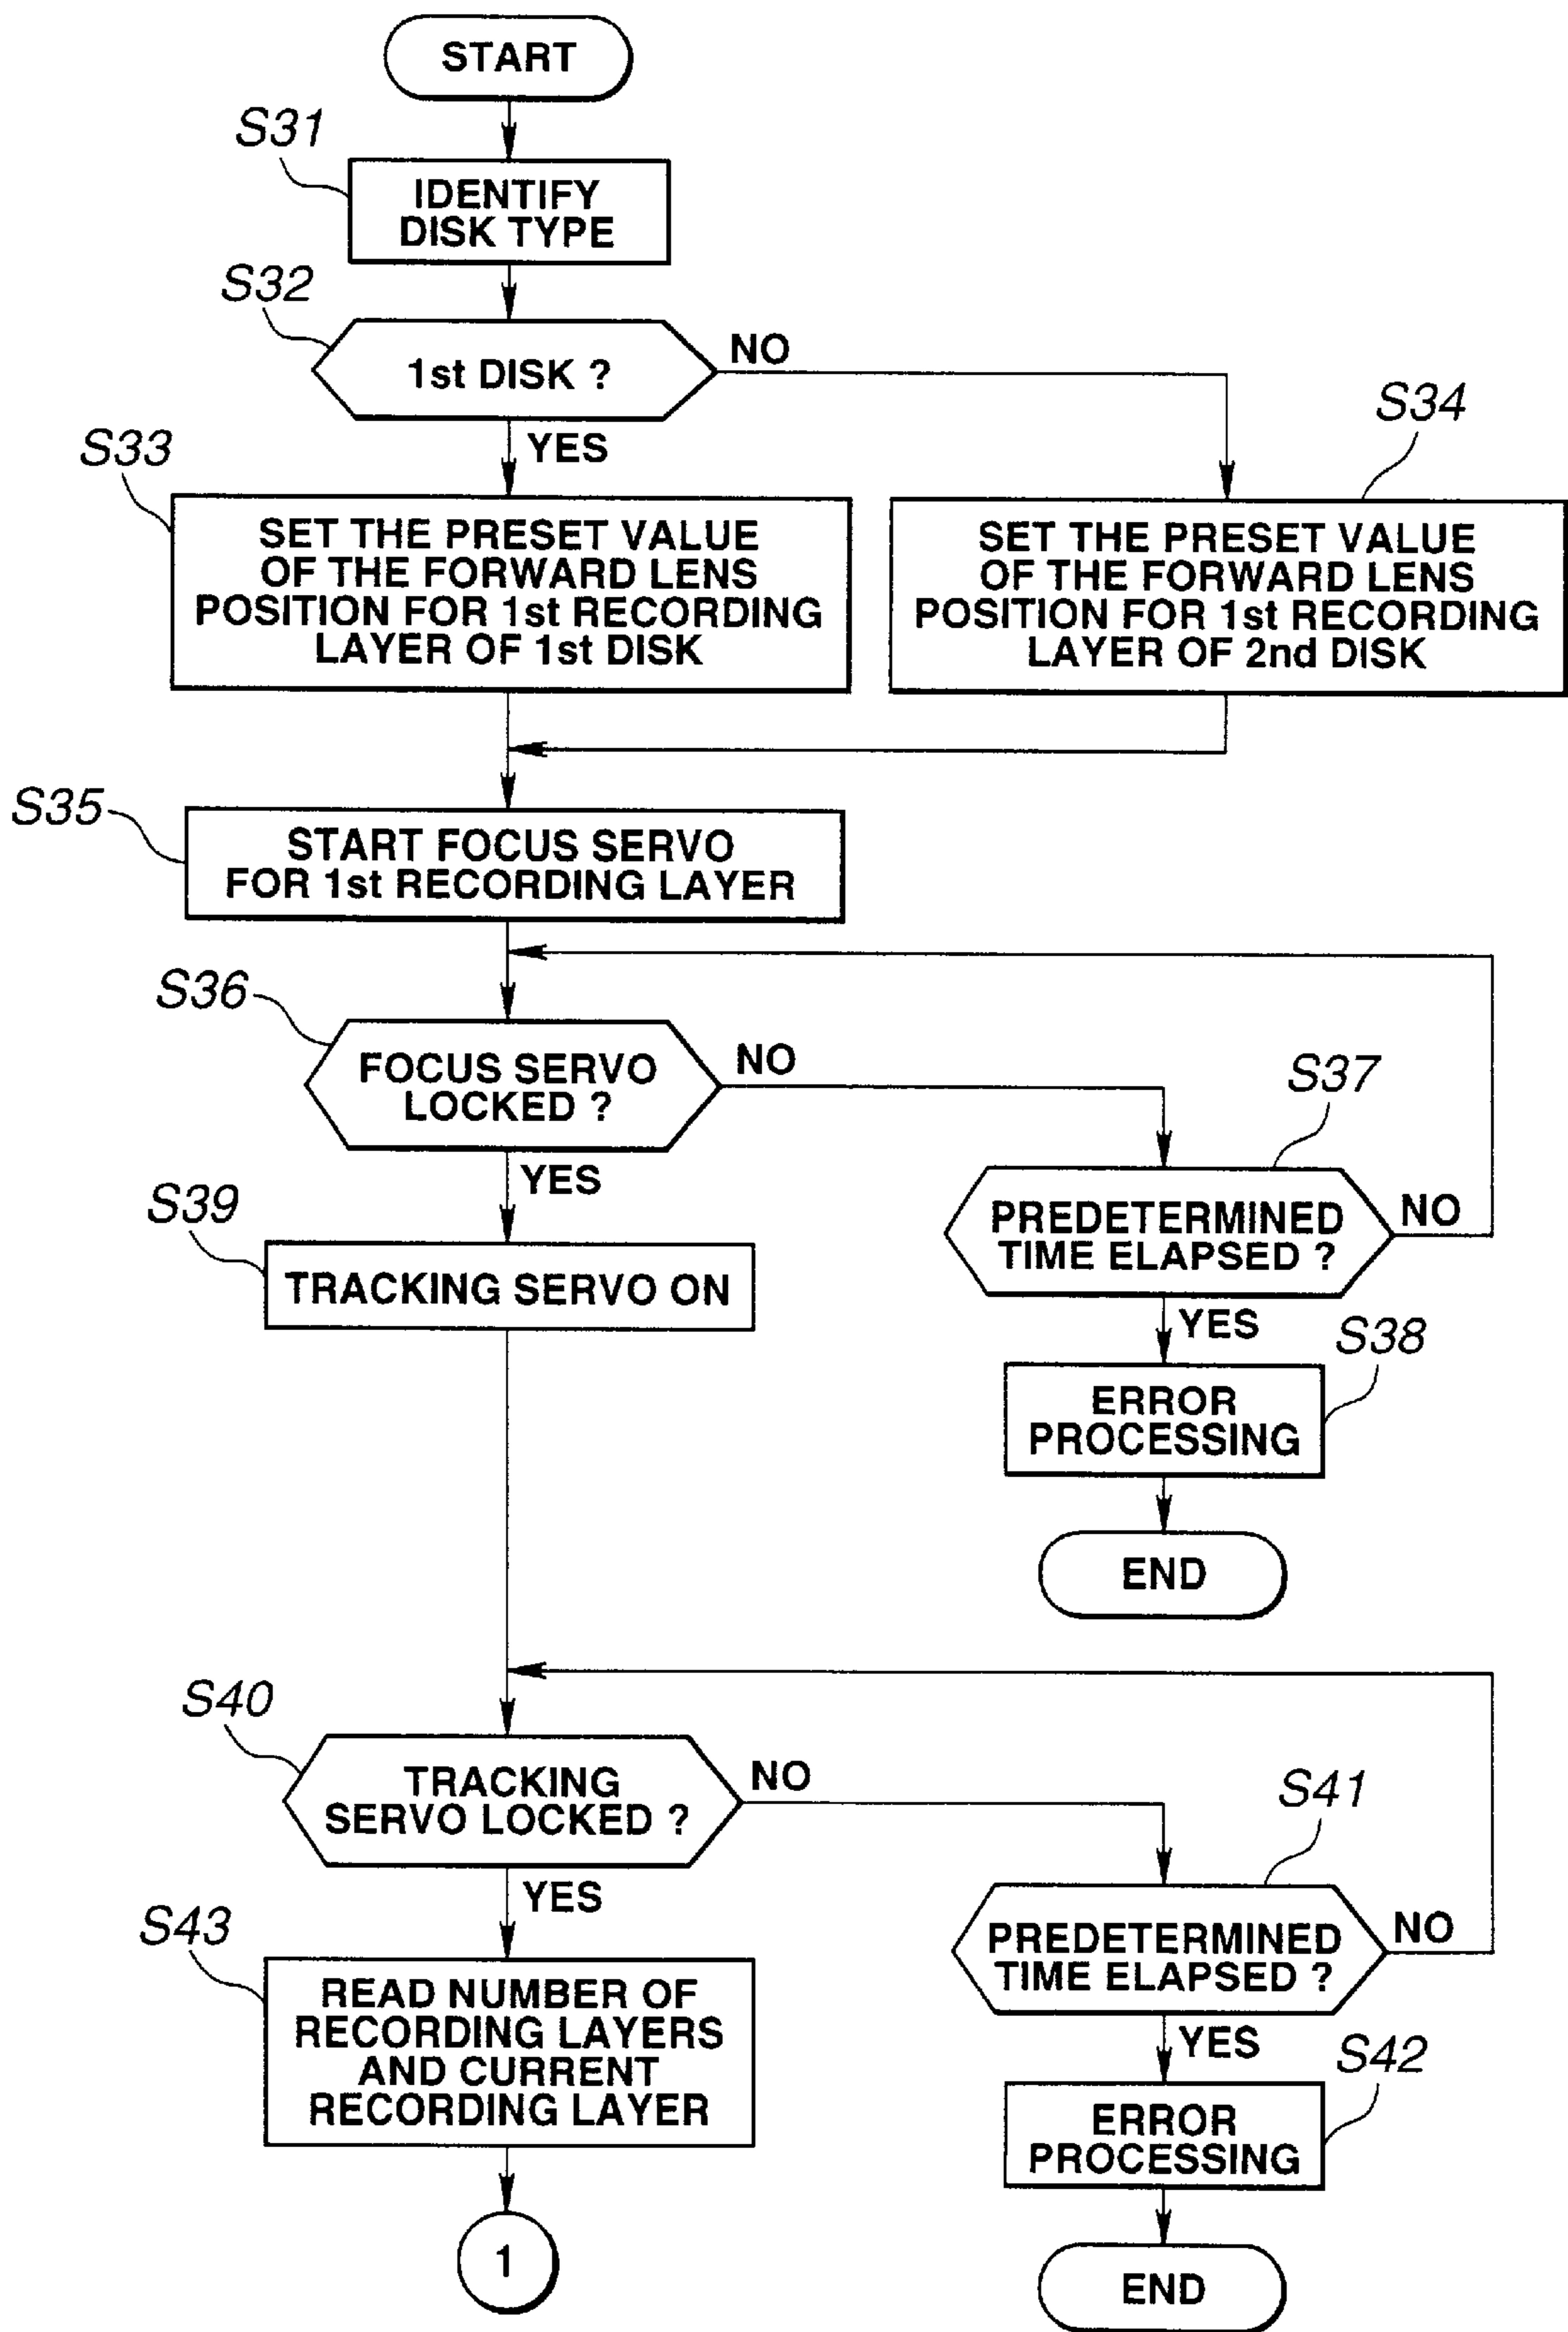 START
S31
IDENTIFY
DISK TYPE
S32
1st DISK ?
NO
YES
S33
SET THE PRESET VALUE
OF THE FORWARD LENS
POSITION FOR 1st RECORDING
LAYER OF 1st DISK
S34
SET THE PRESET VALUE
OF THE FORWARD LENS
POSITION FOR 1st RECORDING
LAYER OF 2nd DISK
S35
START FOCUS SERVO
FOR 1st RECORDING LAYER
S36
FOCUS SERVO
LOCKED ?
NO
YES
S37
PREDETERMINED
TIME ELAPSED ?
NO
YES
S38
ERROR
PROCESSING
END
S39
TRACKING SERVO ON
S40
TRACKING
SERVO LOCKED ?
NO
YES
S41
PREDETERMINED
TIME ELAPSED ?
NO
YES
S42
ERROR
PROCESSING
END
S43
READ NUMBER OF
RECORDING LAYERS
AND CURRENT
RECORDING LAYER
1